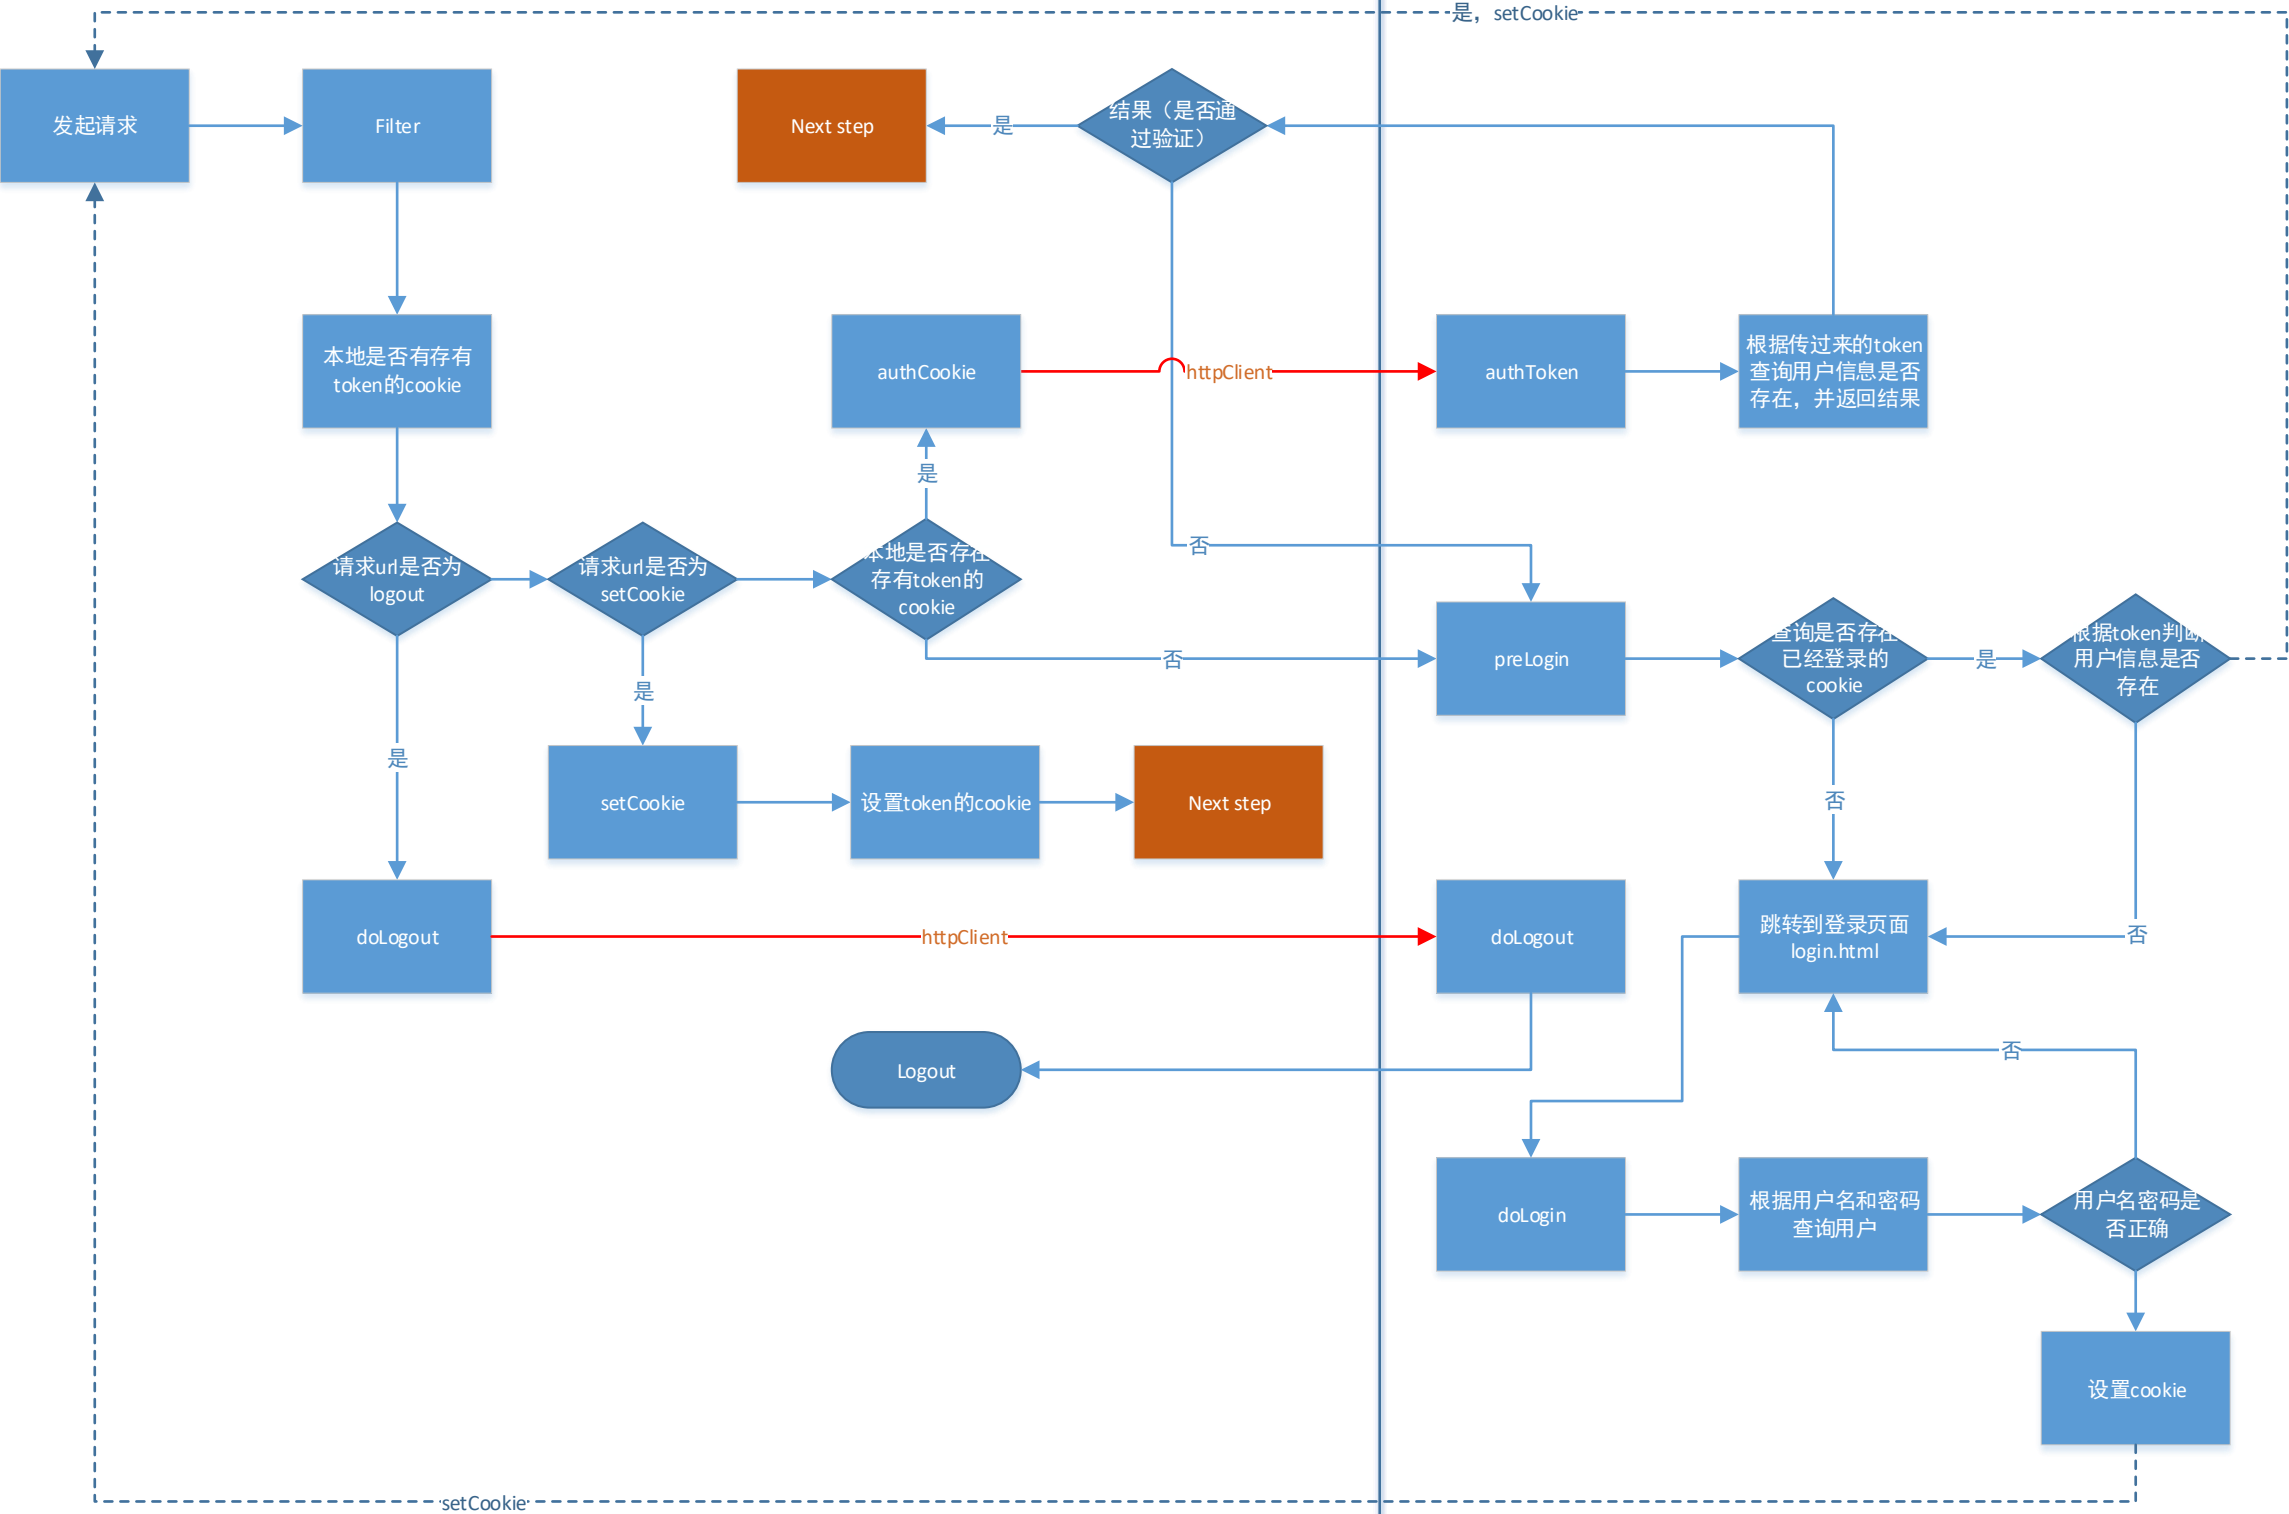 是，setCookie
发起请求
Filter
Next step
是
结果（是否通
过验证）
本地是否有存有
token的cookie
authCookie
httpClient
authToken
根据传过来的token
查询用户信息是否
存在，并返回结果
是
请求url是否为
logout
请求url是否为
setCookie
本地是否存在
存有token的
cookie
否
否
preLogin
查询是否存在
已经登录的
cookie
是
根据token判断
用户信息是否
存在
是
是
setCookie
设置token的cookie
Next step
否
doLogout
httpClient
doLogout
跳转到登录页面
login.html
否
Logout
否
doLogin
根据用户名和密码
查询用户
用户名密码是
否正确
设置cookie
setCookie